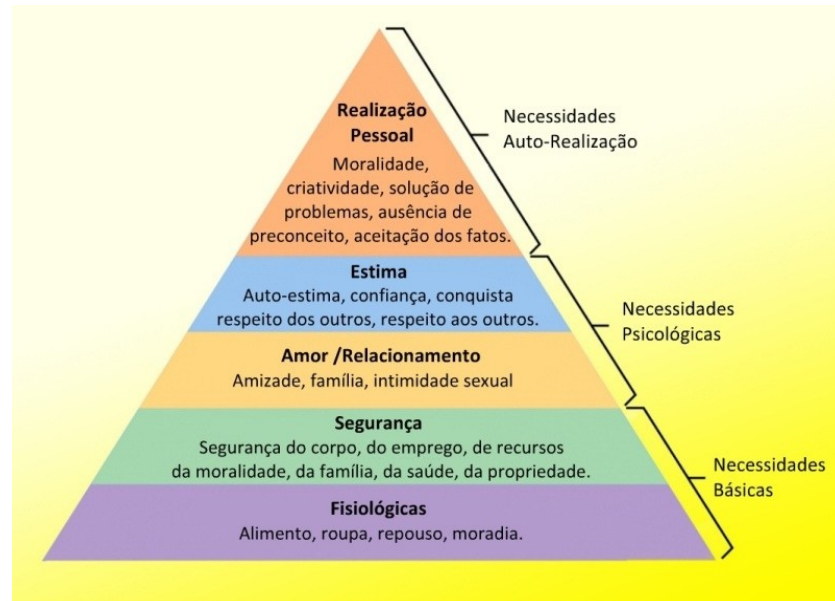 Realização
Pessoal
Moralidade,
criatividade, solução de
problemas, ausência de
preconceito, aceitação dos fatos.
Necessidades
Auto-Realização
Estima
Auto-estima, confiança, conquista
respeito dos outros, respeito aos outros.
Amor /Relacionamento
Amizade, família, intimidade sexual
Necessidades
Psicológicas
Segurança
Segurança do corpo, do emprego, de recursos
da moralidade, da família, da saúde, da propriedade.
Fisiológicas
Alimento, roupa, repouso, moradia.
Necessidades
Básicas